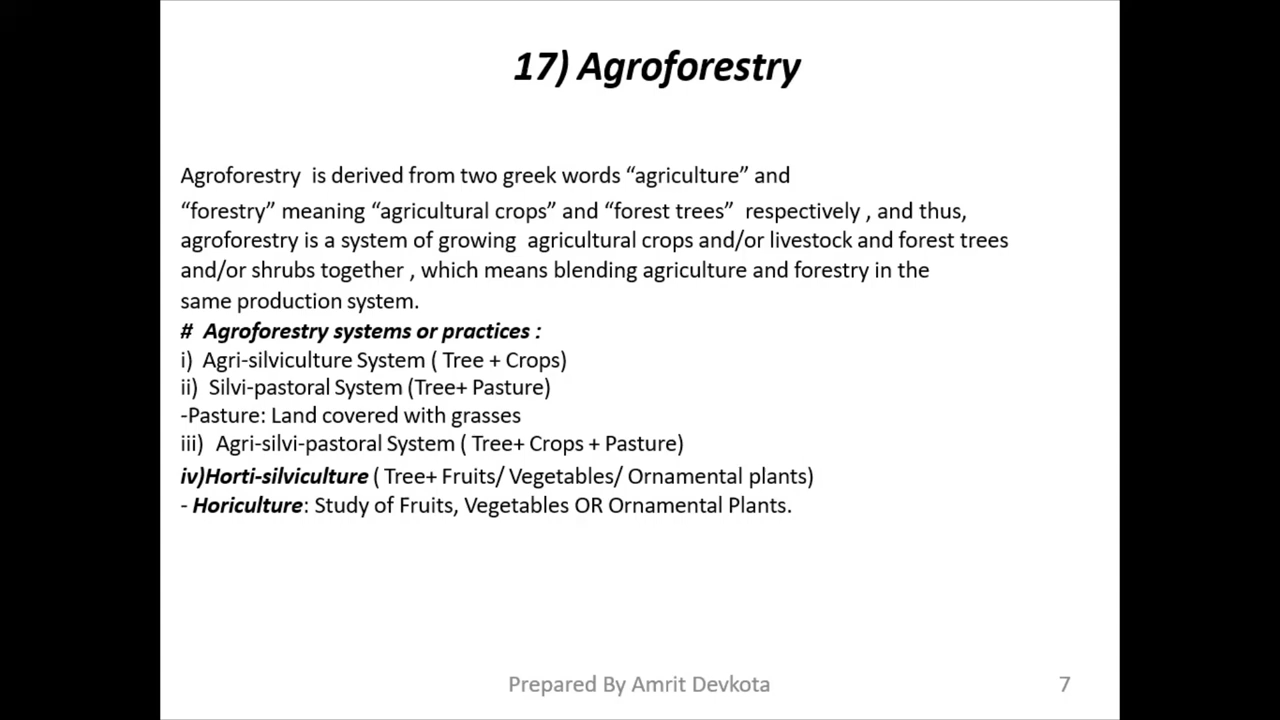 17) Agroforestry
Agroforestry is derived from two greek words “agriculture” and
“forestry” meaning “agricultural crops” and “forest trees” respectively , and thus,
agroforestry is a system of growing agricultural crops and/or livestock and forest trees
and/or shrubs together , which means blending agriculture and forestry in the
same production system.
# Agroforestry systems or practices :
i) Agri-silviculture System ( Tree + Crops)
ii) Silvi-pastoral System (Tree+ Pasture)
-Pasture: Land covered with grasses
iii) Agri-silvi-pastoral System ( Tree+ Crops + Pasture)
iv)Horti-silviculture ( Tree+ Fruits/ Vegetables/ Ornamental plants)
- Horiculture: Study of Fruits, Vegetables OR Ornamental Plants.
Prepared By Amrit Devkota 7